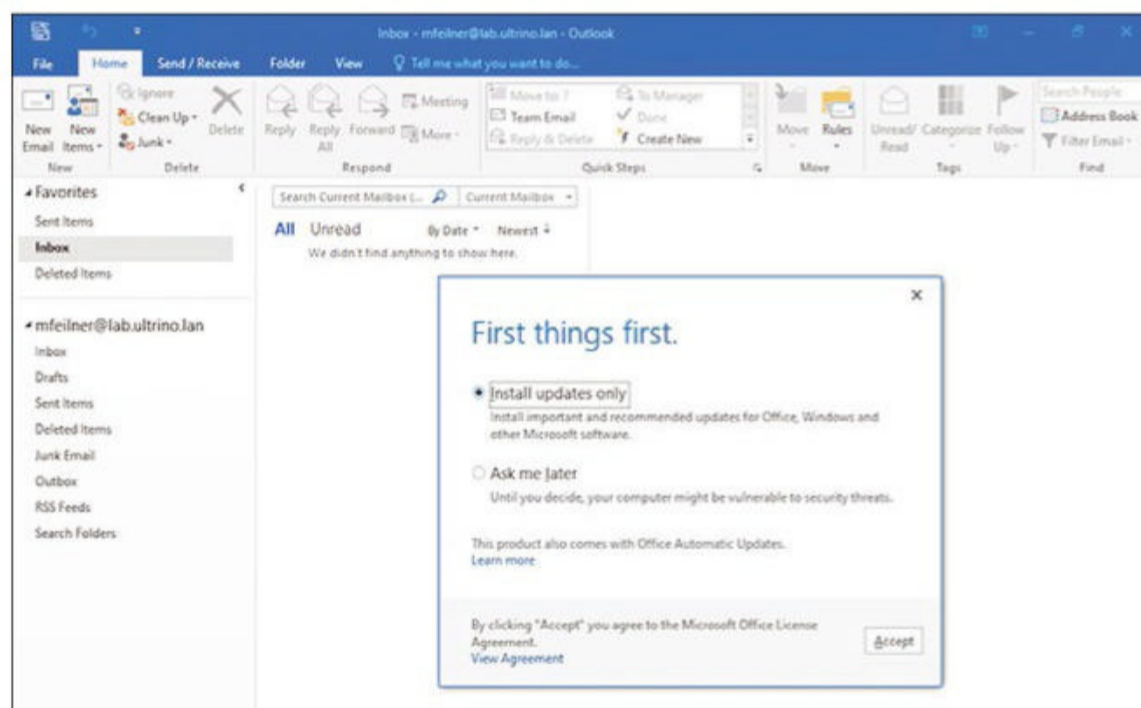 Inbox - mfeilner@lab.ultrino.lan - Outlook
File Home Send / Receive Folder View Tell me what you want to do...
New Email
New Items
Ignore
Clean Up
Junk
Delete
Reply
Reply All
Forward
Meeting
More
Move to: ?
Team Email
Reply & Delete
To Manager
Done
Create New
Move
Rules
Unread/ Read
Categorize
Follow Up
Search People
Address Book
Filter Email
New Delete Respond Quick Steps Move Tags Find
Favorites
Sent Items
Inbox
Deleted Items
mfeilner@lab.ultrino.lan
Inbox
Drafts
Sent Items
Deleted Items
Junk Email
Outbox
RSS Feeds
Search Folders
Search Current Mailbox (... Current Mailbox
All Unread By Date Newest
We didn't find anything to show here.
First things first.
Install updates only
Install important and recommended updates for Office, Windows and
other Microsoft software.
Ask me later
Until you decide, your computer might be vulnerable to security threats.
This product also comes with Office Automatic Updates.
Learn more
By clicking "Accept" you agree to the Microsoft Office License
Agreement.
View Agreement
Accept